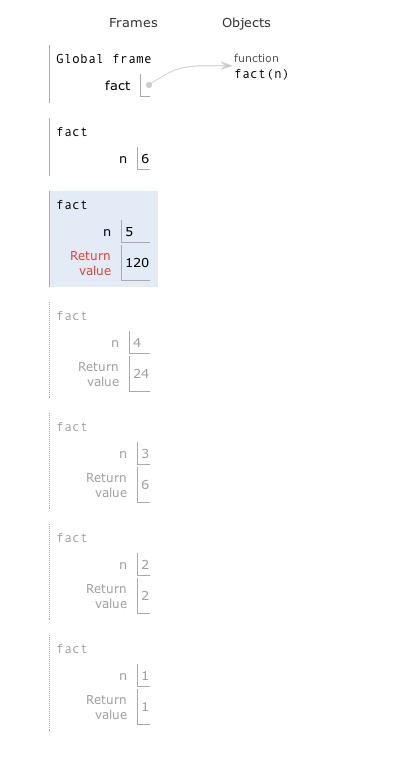 Frames Objects
Global frame
function
fact(n)
fact
fact
n 6
fact
n 5
Return
value 120
fact
n 4
Return
value 24
fact
n 3
Return
value 6
fact
n 2
Return
value 2
fact
n 1
Return
value 1